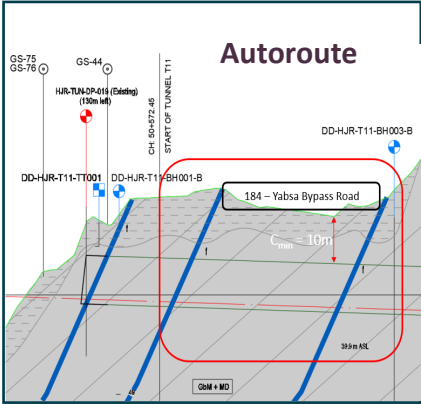 Autoroute
GS-75
GS-76
GS-44
HJR-TUN-DP-019 (Existing)
(130m left)
CH: 50+572.45
START OF TUNNEL T11
DD-HJR-T11-BH003-B
DD-HJR-T11-TT001
DD-HJR-T11-BH001-B
184 – Yabsa Bypass Road
Cmin = 10m
f
f
f
39.9 m ASL
GbM + MD